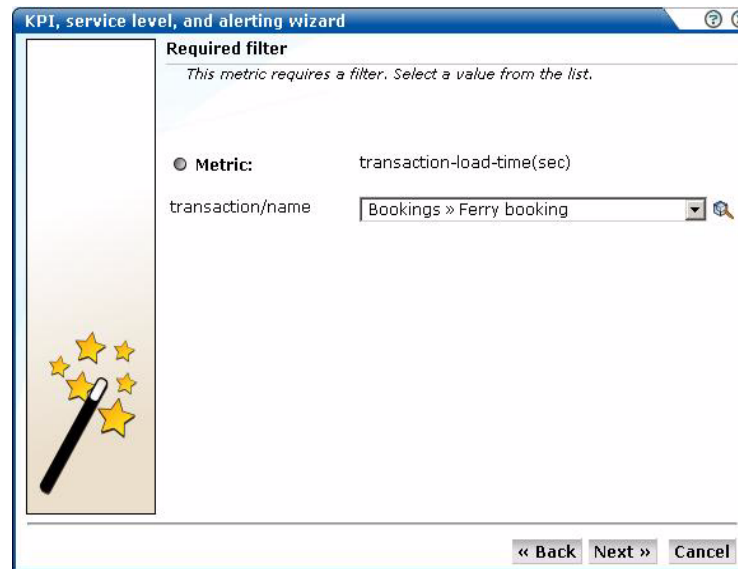 KPI, service level, and alerting wizard
Required filter
This metric requires a filter. Select a value from the list.
Metric: transaction-load-time(sec)
transaction/name Bookings » Ferry booking
« Back Next » Cancel